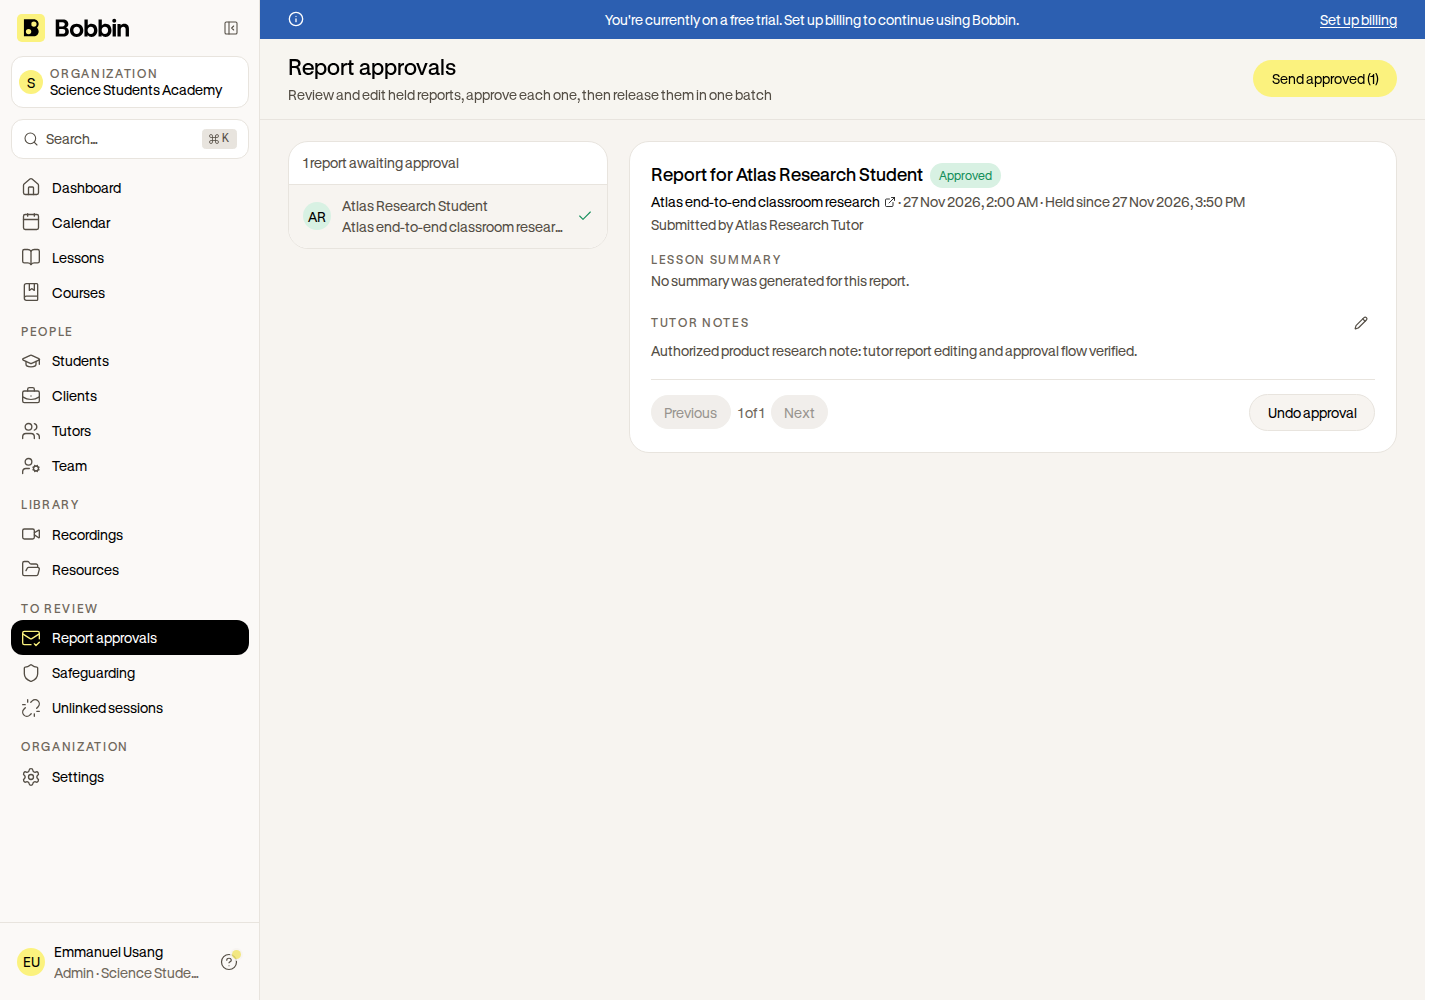 Bobbin
ORGANIZATION
S
Science Students Academy
Search...
⌘ K
Dashboard
Calendar
Lessons
Courses
PEOPLE
Students
Clients
Tutors
Team
LIBRARY
Recordings
Resources
TO REVIEW
Report approvals
Safeguarding
Unlinked sessions
ORGANIZATION
Settings
EU
Emmanuel Usang
Admin · Science Stude...
You're currently on a free trial. Set up billing to continue using Bobbin.
Set up billing
Report approvals
Review and edit held reports, approve each one, then release them in one batch
Send approved (1)
1 report awaiting approval
AR
Atlas Research Student
Atlas end-to-end classroom resear...
Report for Atlas Research Student
Approved
Atlas end-to-end classroom research · 27 Nov 2026, 2:00 AM · Held since 27 Nov 2026, 3:50 PM
Submitted by Atlas Research Tutor
LESSON SUMMARY
No summary was generated for this report.
TUTOR NOTES
Authorized product research note: tutor report editing and approval flow verified.
Previous
1 of 1
Next
Undo approval